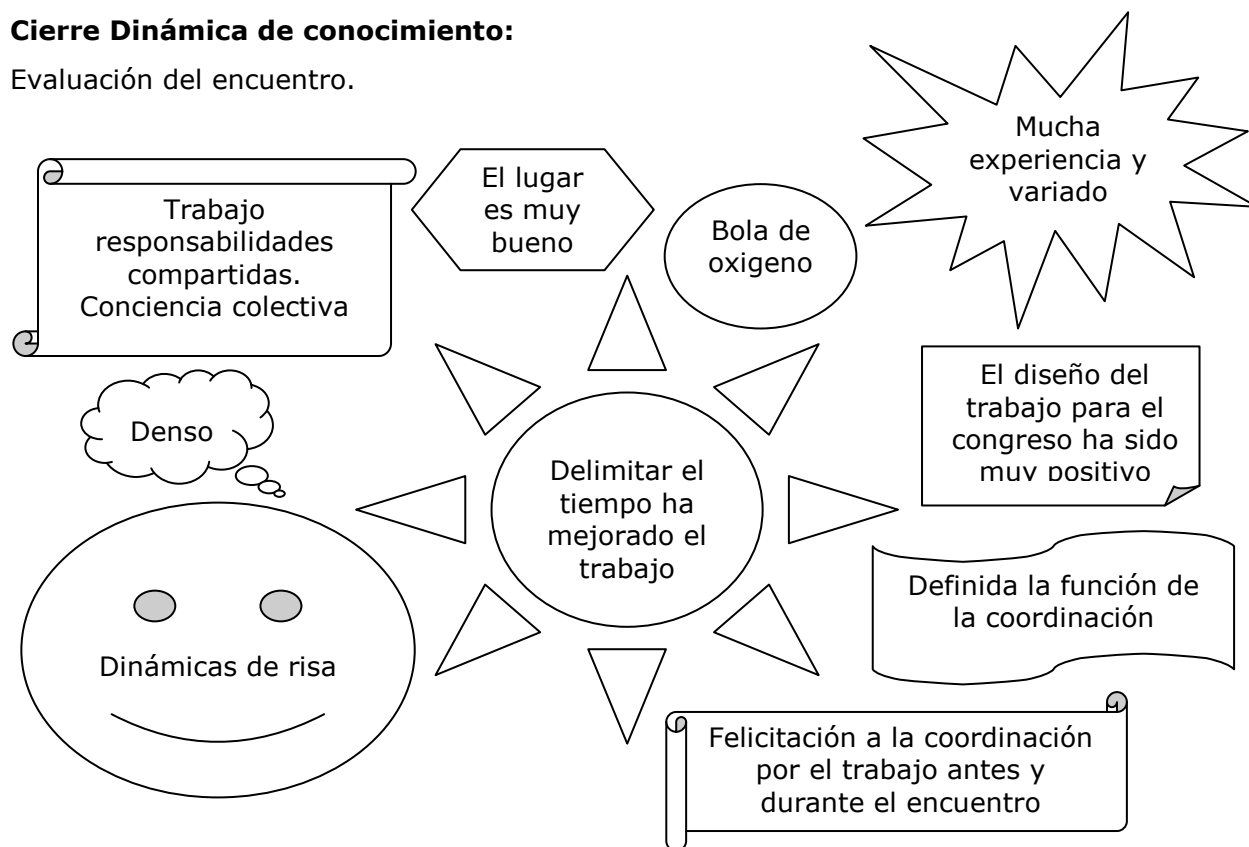 Cierre Dinámica de conocimiento:
Evaluación del encuentro.
Trabajo
responsabilidades
compartidas.
Conciencia colectiva
El lugar
es muy
bueno
Bola de
oxigeno
Mucha
experiencia y
variado
Denso
Delimitar el
tiempo ha
mejorado el
trabajo
El diseño del
trabajo para el
congreso ha sido
muy positivo
Definida la función de
la coordinación
Dinámicas de risa
Felicitación a la coordinación
por el trabajo antes y
durante el encuentro